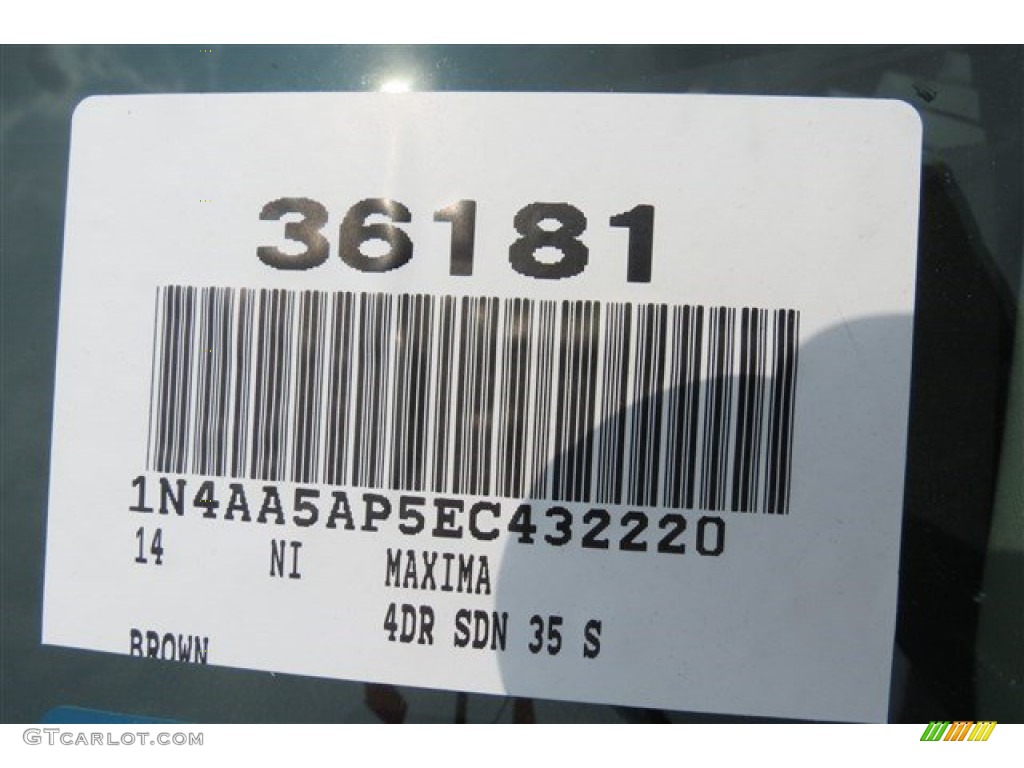 36181
1N4AA5AP5EC432220
14 NI MAXIMA
4DR SDN 35 S
BROWN
GTCARLOT.COM